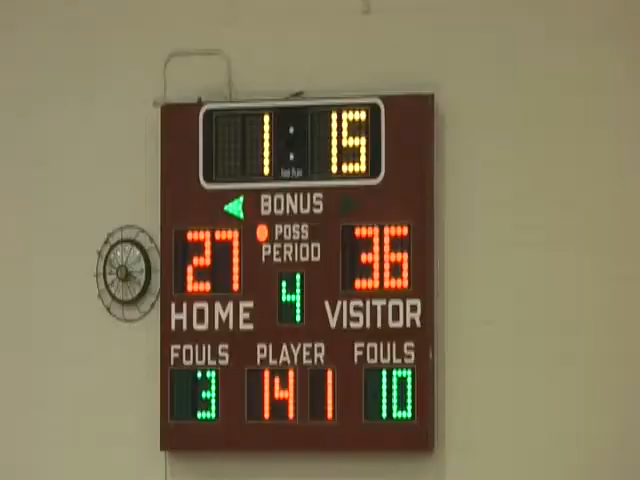 1:15
BONUS
27 POSS 36
PERIOD
HOME 4 VISITOR
FOULS PLAYER FOULS
3 14 1 10